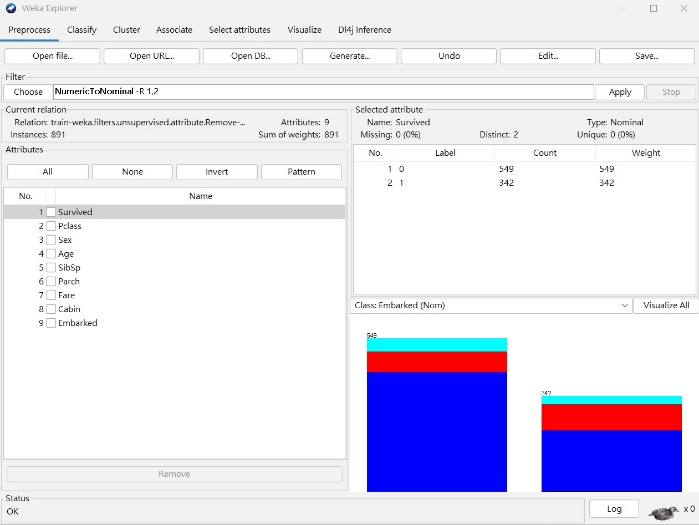 Weka Explorer
Preprocess Classify Cluster Associate Select attributes Visualize Dl4j Inference
Open file... Open URL... Open DB... Generate... Undo Edit... Save...
Filter
Choose NumericToNominal -R 1,2 Apply Stop
Current relation
Relation: train-weka.filters.unsupervised.attribute.Remove-... Attributes: 9
Instances: 891 Sum of weights: 891
Attributes
All None Invert Pattern
No. Name
1 Survived
2 Pclass
3 Sex
4 Age
5 SibSp
6 Parch
7 Fare
8 Cabin
9 Embarked
Remove
Selected attribute
Name: Survived Type: Nominal
Missing: 0 (0%) Distinct: 2 Unique: 0 (0%)
No. Label Count Weight
1 0 549 549
2 1 342 342
Class: Embarked (Nom) Visualize All
549
342
Status
OK
Log x 0